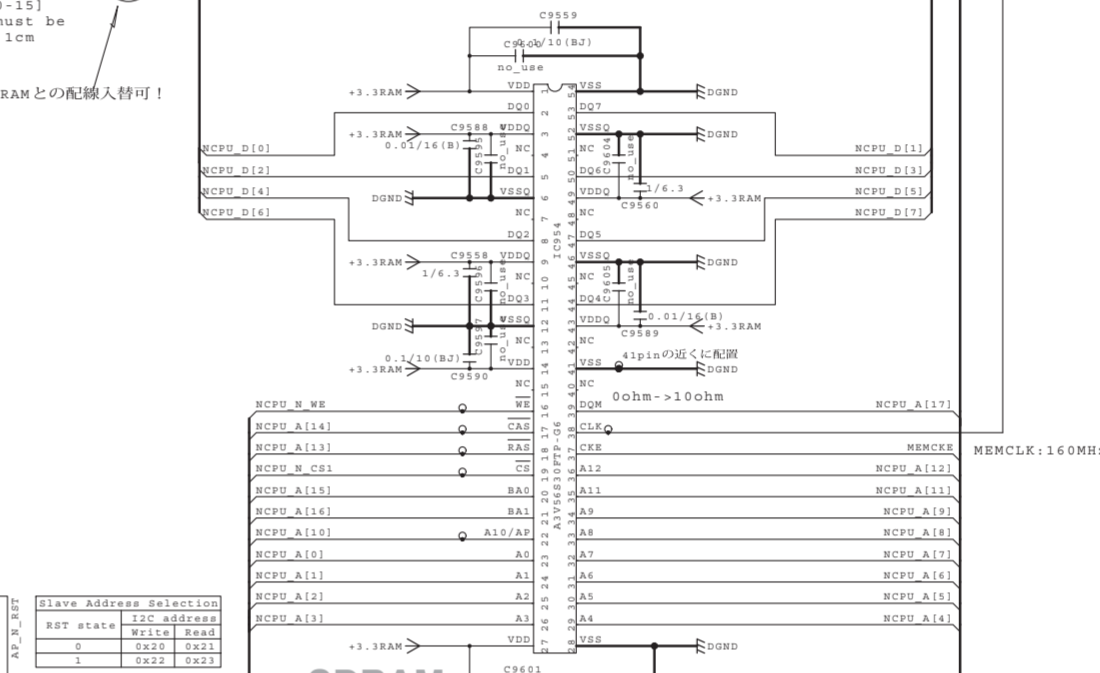 0-15]
must be
1cm
RAMとの配線入替可！
C9559
0.1/10(BJ)
C9600
no_use
+3.3RAM VDD 1 54 VSS DGND
DQ0 2 53 DQ7
+3.3RAM C9588 VDDQ 3 52 VSSQ DGND
0.01/16(B) C9595 no_use C9604 no_use
NCPU_D[0] NC 4 51 NC NCPU_D[1]
NCPU_D[2] DQ1 5 50 DQ6 NCPU_D[3]
NCPU_D[4] DGND VSSQ 6 49 VDDQ 1/6.3 C9560 +3.3RAM NCPU_D[5]
NCPU_D[6] NC 7 48 NC NCPU_D[7]
DQ2 8 47 DQ5
+3.3RAM C9558 VDDQ 9 46 VSSQ DGND
1/6.3 C9596 no_use C9605 no_use
NC 10 45 NC
DQ3 11 44 DQ4
DGND VSSQ 12 43 VDDQ 0.01/16(B) C9589 +3.3RAM
C9597 no_use
NC 13 42 NC
0.1/10(BJ) 41pinの近くに配置
+3.3RAM C9590 VDD 14 41 VSS DGND
NC 15 40 NC
0ohm->10ohm
IC954
A3V56S30FTP-G6
NCPU_N_WE WE 16 39 DQM NCPU_A[17]
NCPU_A[14] CAS 17 38 CLK
NCPU_A[13] RAS 18 37 CKE MEMCKE
MEMCLK:160MH
NCPU_N_CS1 CS 19 36 A12 NCPU_A[12]
NCPU_A[15] BA0 20 35 A11 NCPU_A[11]
NCPU_A[16] BA1 21 34 A9 NCPU_A[9]
NCPU_A[10] A10/AP 22 33 A8 NCPU_A[8]
NCPU_A[0] A0 23 32 A7 NCPU_A[7]
NCPU_A[1] A1 24 31 A6 NCPU_A[6]
NCPU_A[2] A2 25 30 A5 NCPU_A[5]
NCPU_A[3] A3 26 29 A4 NCPU_A[4]
+3.3RAM VDD 27 28 VSS DGND
C9601
AP_N_RST
Slave Address Selection
RST state I2C address
Write Read
0 0x20 0x21
1 0x22 0x23